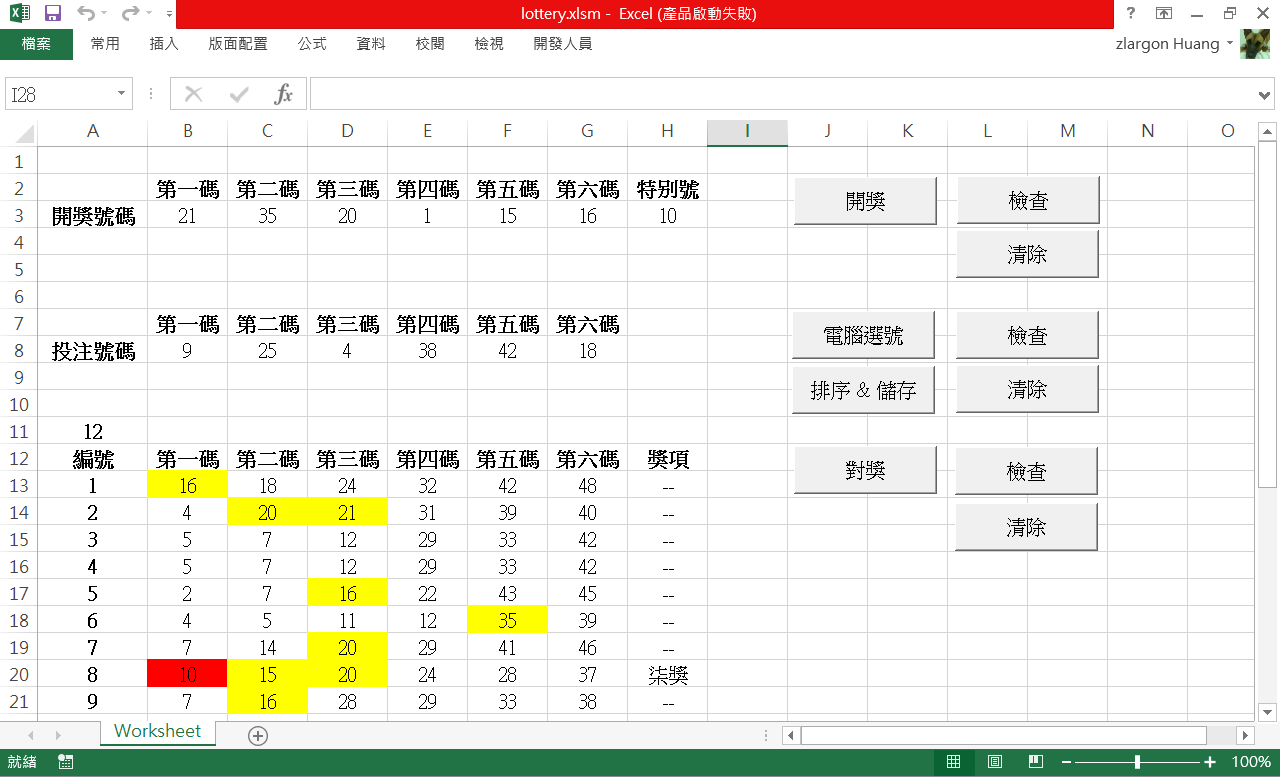 lottery.xlsm - Excel (產品啟動失敗) ?
檔案 常用 插入 版面配置 公式 資料 校閱 檢視 開發人員 zlargon Huang
I28 fx
A B C D E F G H I J K L M N O
1
2 第一碼 第二碼 第三碼 第四碼 第五碼 第六碼 特別號 開獎 檢查
3 開獎號碼 21 35 20 1 15 16 10
4 清除
5
6
7 第一碼 第二碼 第三碼 第四碼 第五碼 第六碼 電腦選號 檢查
8 投注號碼 9 25 4 38 42 18
9 排序 & 儲存 清除
10
11 12
12 編號 第一碼 第二碼 第三碼 第四碼 第五碼 第六碼 獎項 對獎 檢查
13 1 16 18 24 32 42 48 --
14 2 4 20 21 31 39 40 -- 清除
15 3 5 7 12 29 33 42 --
16 4 5 7 12 29 33 42 --
17 5 2 7 16 22 43 45 --
18 6 4 5 11 12 35 39 --
19 7 7 14 20 29 41 46 --
20 8 10 15 20 24 28 37 柒獎
21 9 7 16 28 29 33 38 --
Worksheet
就緒 100%